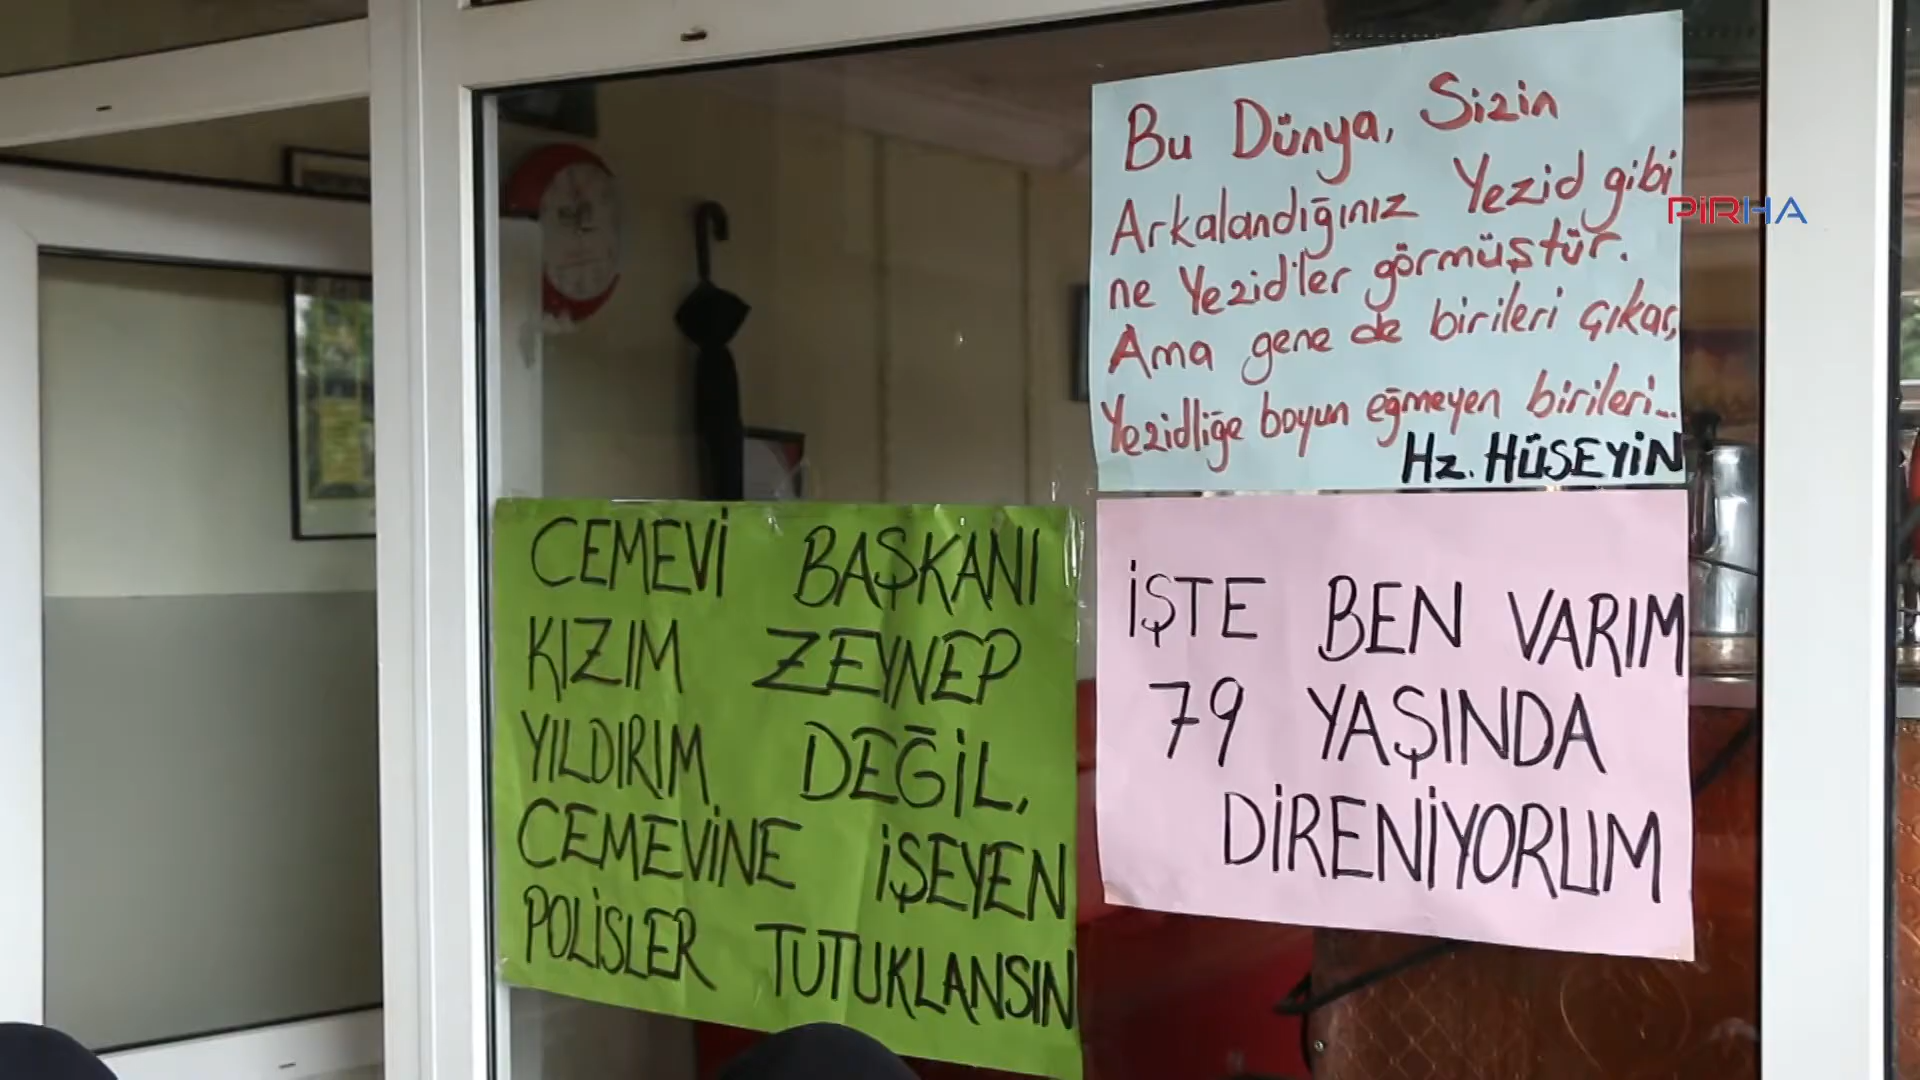 Bu Dünya, Sizin
Arkalandığınız Yezid gibi
ne Yezid'ler görmüştür.
Ama gene de birileri çıkar,
Yezidliğe boyun eğmeyen birileri...
Hz. HÜSEYİN
PİRHA
CEMEVİ BAŞKANI
KIZIM ZEYNEP
YILDIRIM DEĞİL,
CEMEVİNE İŞEYEN
POLİSLER TUTUKLANSIN
İŞTE BEN VARIM
79 YAŞINDA
DİRENİYORUM